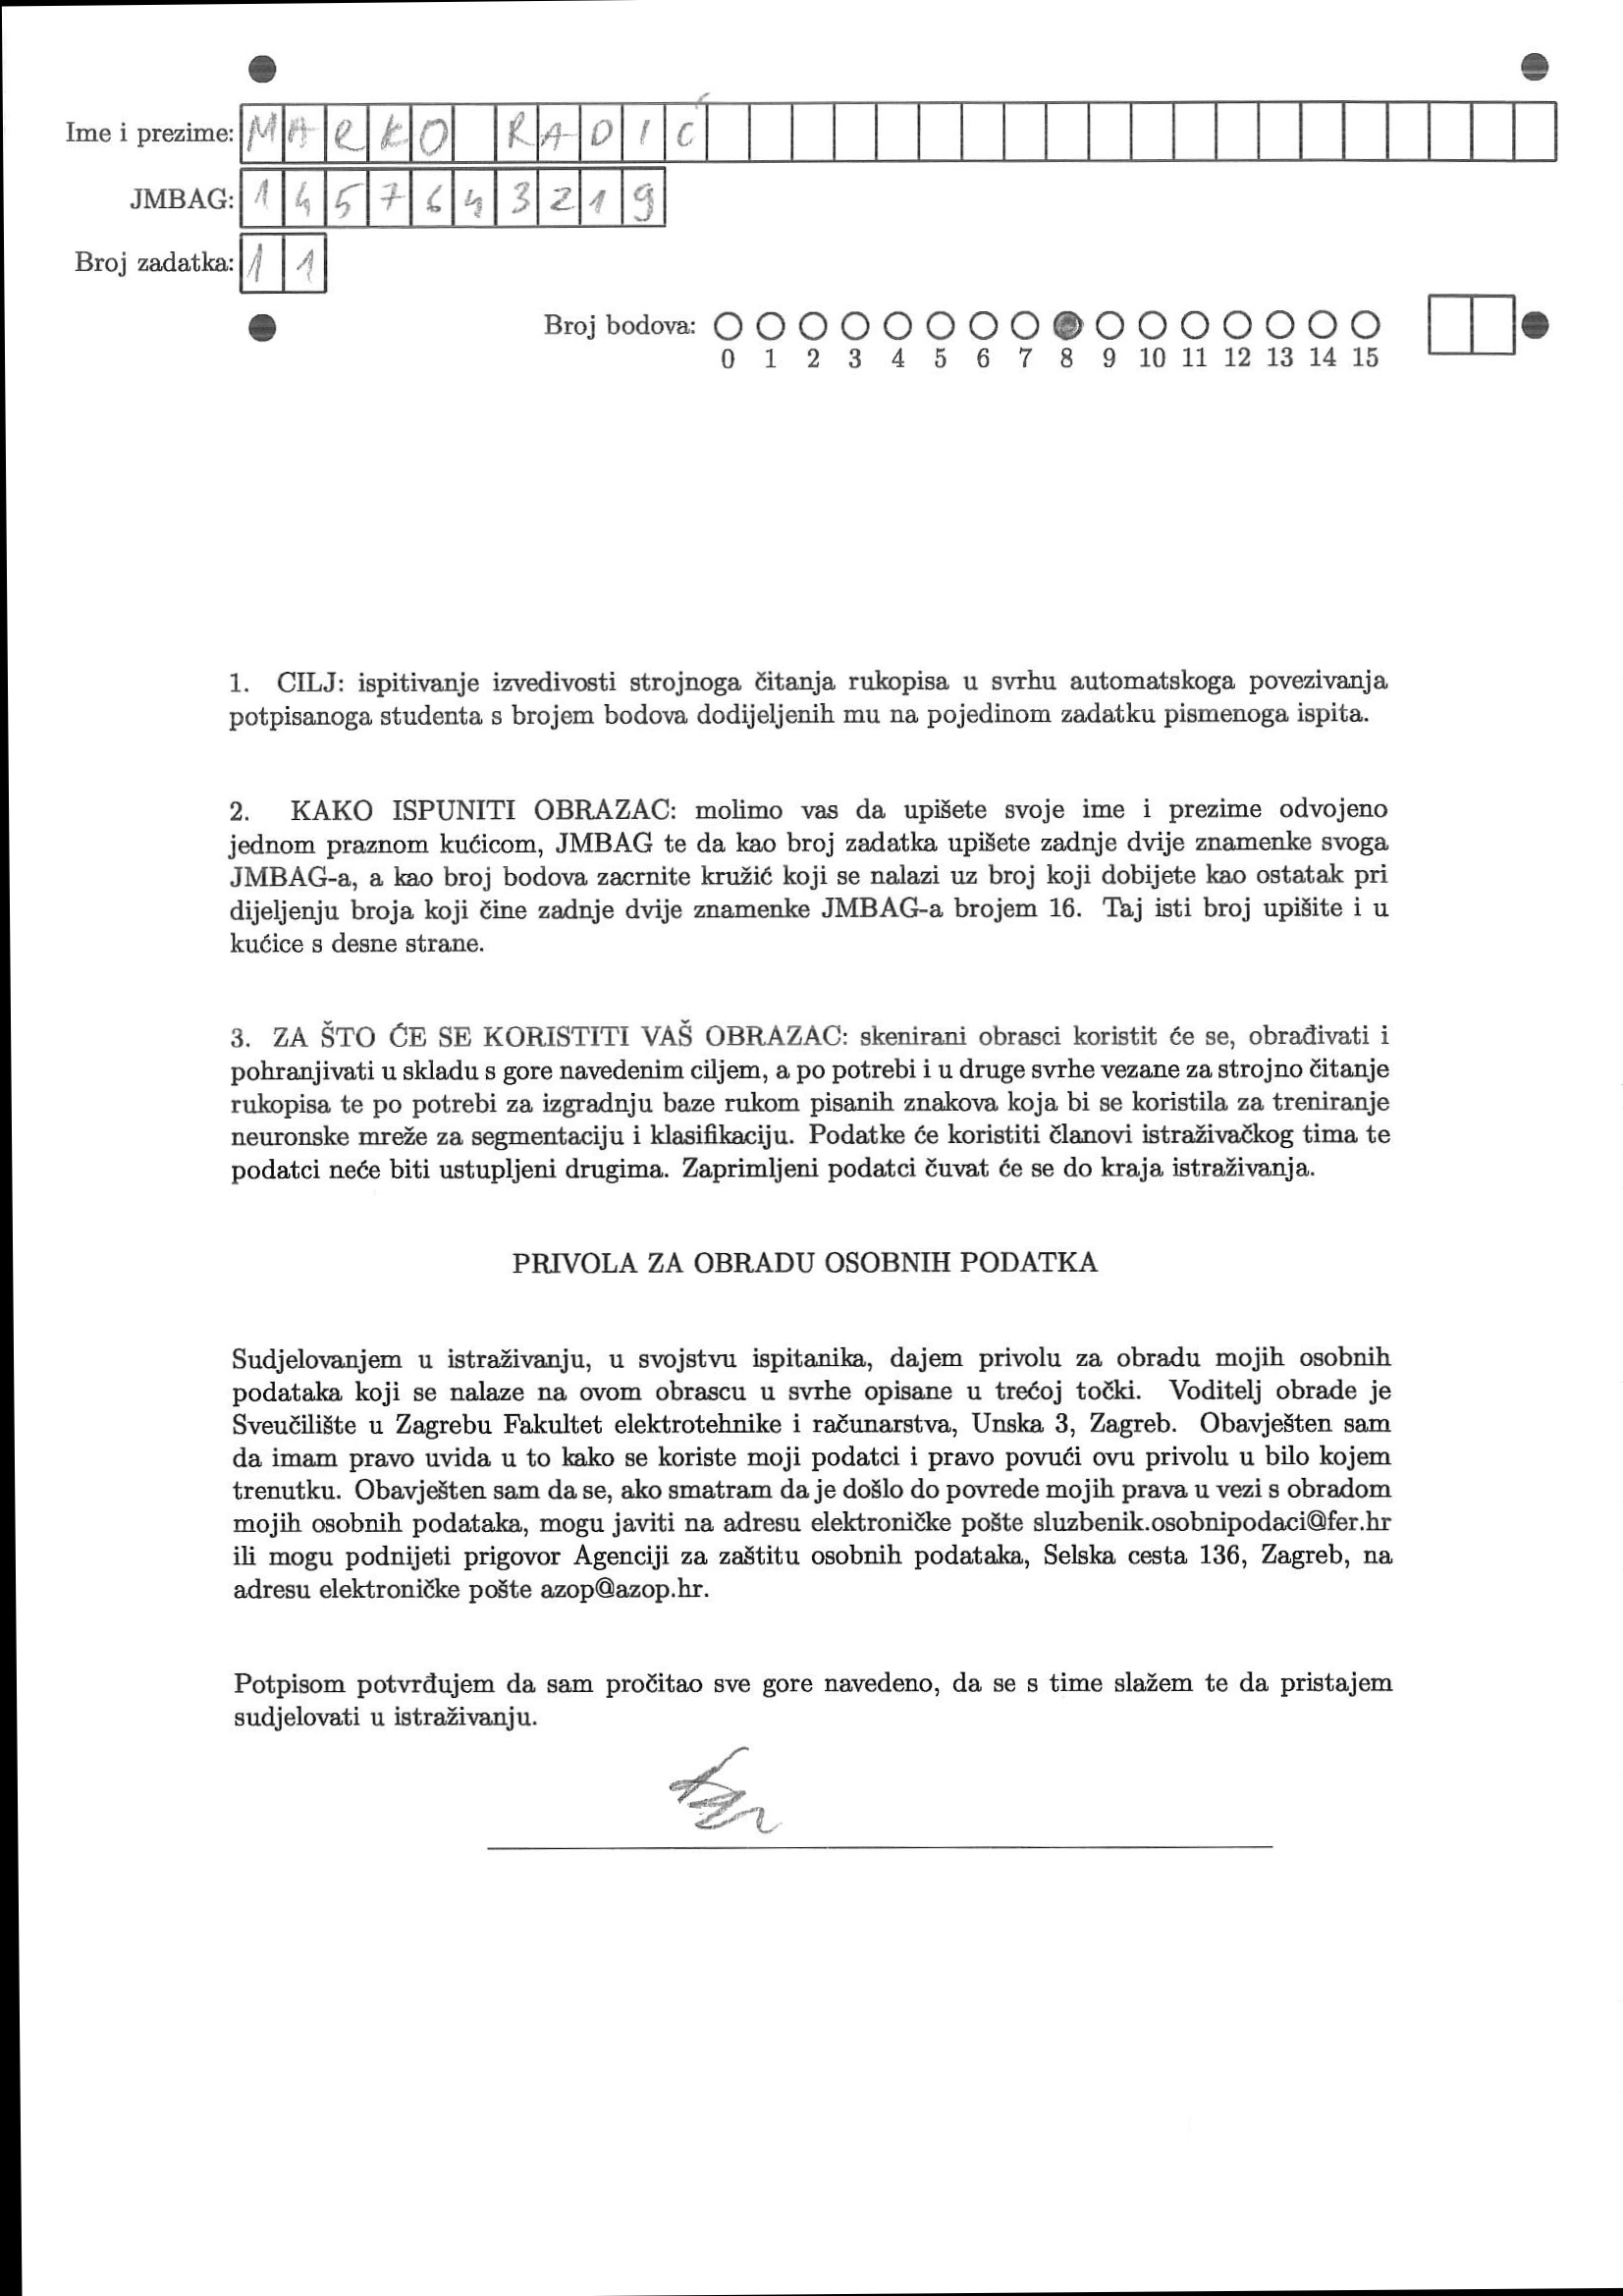 Ime i prezime: MARKO RADIĆ
JMBAG: 1457643219
Broj zadatka: 11
Broj bodova:
0 1 2 3 4 5 6 7 8 9 10 11 12 13 14 15
1. CILJ: ispitivanje izvedivosti strojnoga čitanja rukopisa u svrhu automatskoga povezivanja
potpisanoga studenta s brojem bodova dodijeljenih mu na pojedinom zadatku pismenoga ispita.
2. KAKO ISPUNITI OBRAZAC: molimo vas da upišete svoje ime i prezime odvojeno
jednom praznom kućicom, JMBAG te da kao broj zadatka upišete zadnje dvije znamenke svoga
JMBAG-a, a kao broj bodova zacrnite kružić koji se nalazi uz broj koji dobijete kao ostatak pri
dijeljenju broja koji čine zadnje dvije znamenke JMBAG-a brojem 16. Taj isti broj upišite i u
kućice s desne strane.
3. ZA ŠTO ĆE SE KORISTITI VAŠ OBRAZAC: skenirani obrasci koristit će se, obrađivati i
pohranjivati u skladu s gore navedenim ciljem, a po potrebi i u druge svrhe vezane za strojno čitanje
rukopisa te po potrebi za izgradnju baze rukom pisanih znakova koja bi se koristila za treniranje
neuronske mreže za segmentaciju i klasifikaciju. Podatke će koristiti članovi istraživačkog tima te
podatci neće biti ustupljeni drugima. Zaprimljeni podatci čuvat će se do kraja istraživanja.
PRIVOLA ZA OBRADU OSOBNIH PODATKA
Sudjelovanjem u istraživanju, u svojstvu ispitanika, dajem privolu za obradu mojih osobnih
podataka koji se nalaze na ovom obrascu u svrhe opisane u trećoj točki. Voditelj obrade je
Sveučilište u Zagrebu Fakultet elektrotehnike i računarstva, Unska 3, Zagreb. Obavješten sam
da imam pravo uvida u to kako se koriste moji podatci i pravo povući ovu privolu u bilo kojem
trenutku. Obavješten sam da se, ako smatram da je došlo do povrede mojih prava u vezi s obradom
mojih osobnih podataka, mogu javiti na adresu elektroničke pošte sluzbenik.osobnipodaci@fer.hr
ili mogu podnijeti prigovor Agenciji za zaštitu osobnih podataka, Selska cesta 136, Zagreb, na
adresu elektroničke pošte azop@azop.hr.
Potpisom potvrđujem da sam pročitao sve gore navedeno, da se s time slažem te da pristajem
sudjelovati u istraživanju.